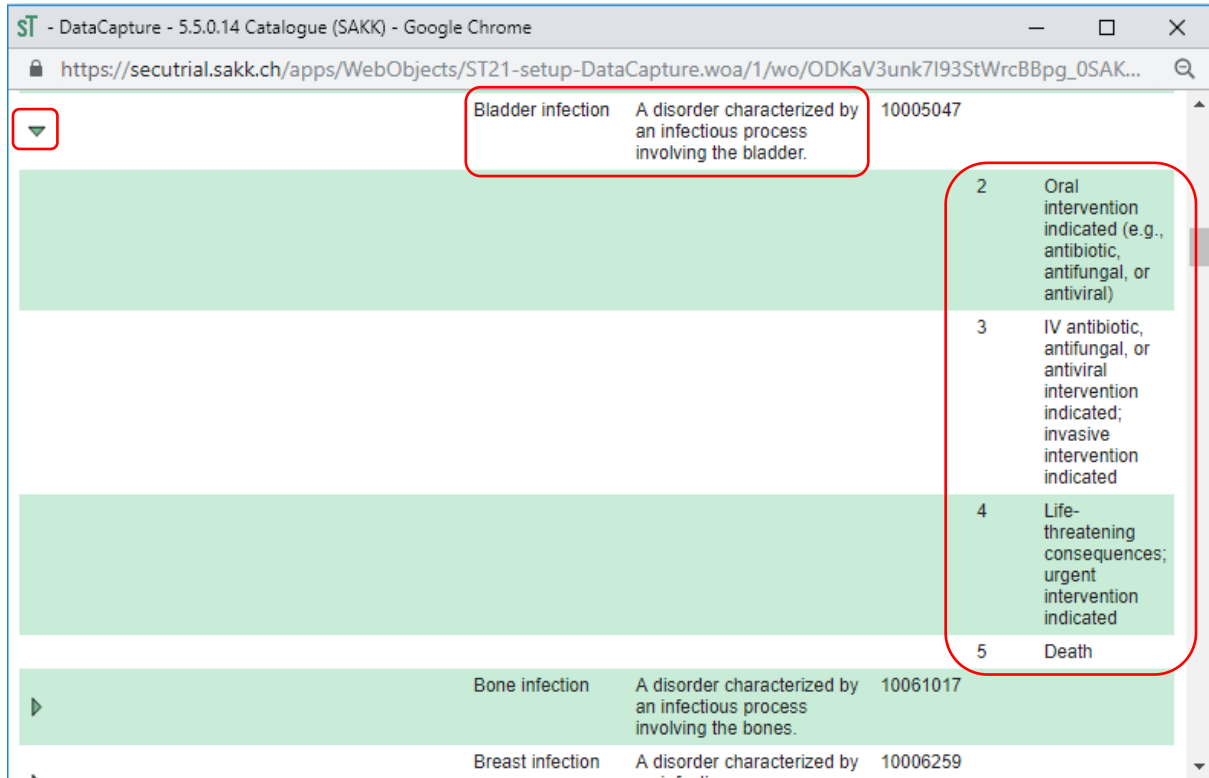 sT - DataCapture - 5.5.0.14 Catalogue (SAKK) - Google Chrome
https://secutrial.sakk.ch/apps/WebObjects/ST21-setup-DataCapture.woa/1/wo/ODKaV3unk7I93StWrcBBpg_0SAK...
Bladder infection A disorder characterized by 10005047
an infectious process
involving the bladder.
2 Oral
intervention
indicated (e.g.,
antibiotic,
antifungal, or
antiviral)
3 IV antibiotic,
antifungal, or
antiviral
intervention
indicated;
invasive
intervention
indicated
4 Life-
threatening
consequences;
urgent
intervention
indicated
5 Death
Bone infection A disorder characterized by 10061017
an infectious process
involving the bones.
Breast infection A disorder characterized by 10006259